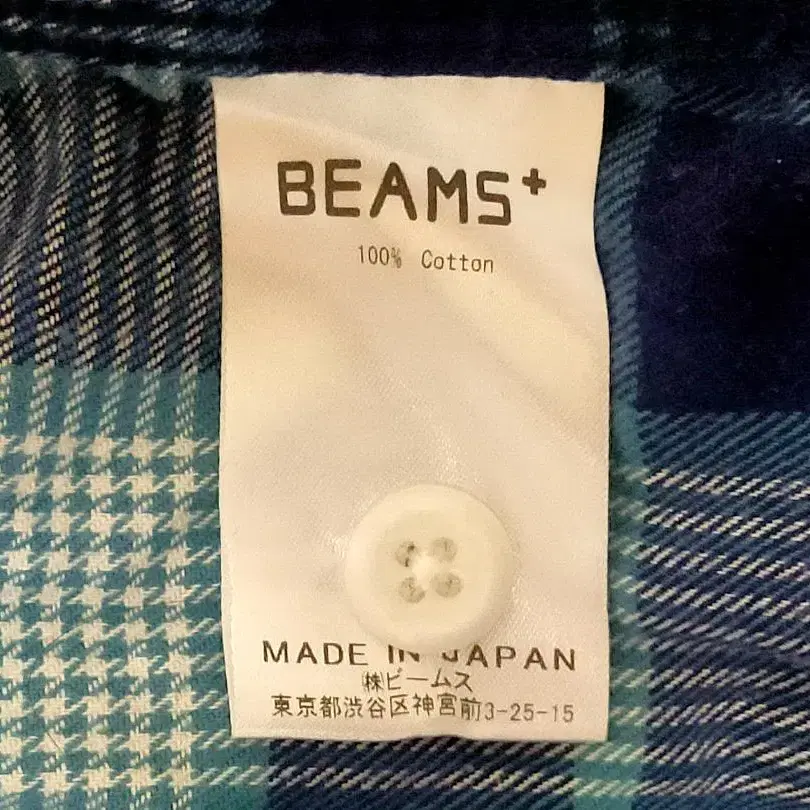 BEAMS+
100% Cotton
MADE IN JAPAN
㈱ビームス
東京都渋谷区神宮前3-25-15